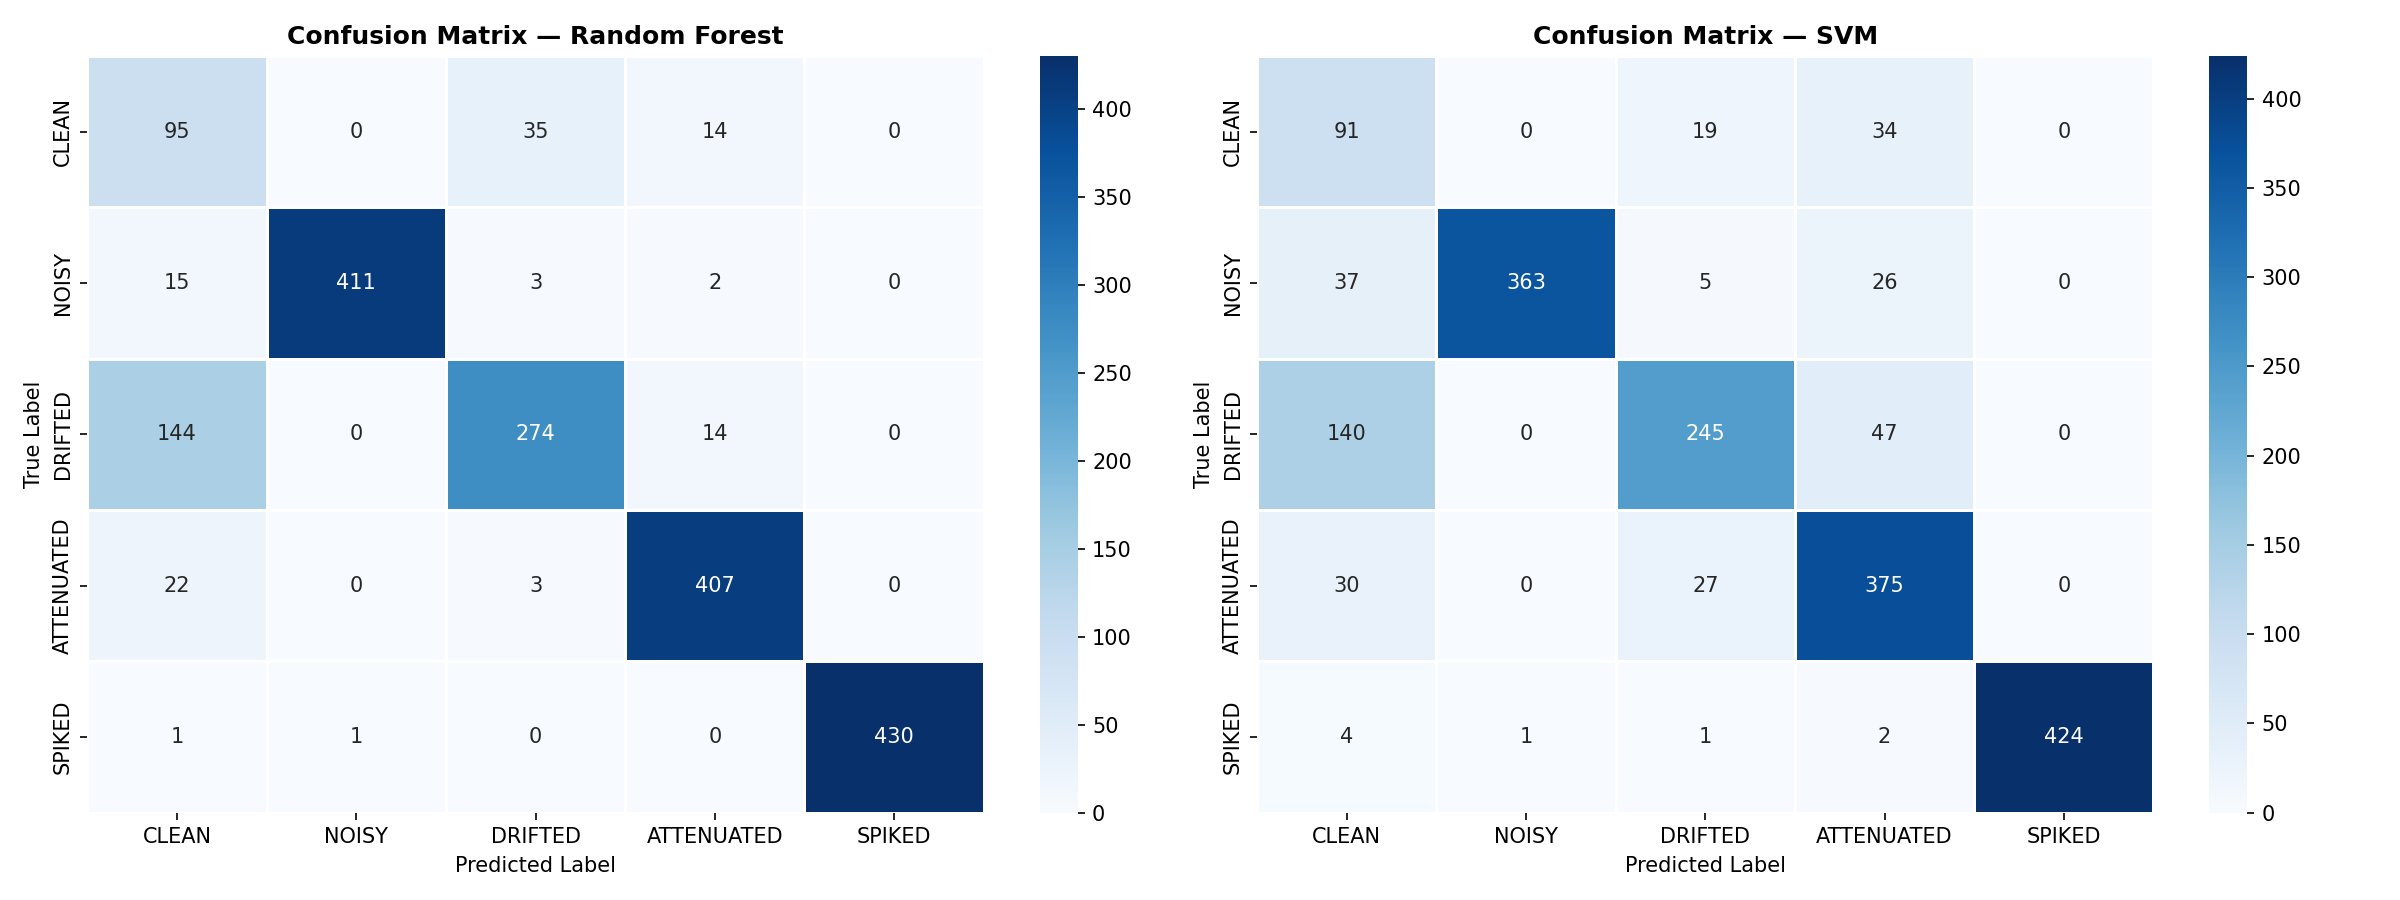 Confusion Matrix — Random Forest
True Label
CLEAN 95 0 35 14 0
NOISY 15 411 3 2 0
DRIFTED 144 0 274 14 0
ATTENUATED 22 0 3 407 0
SPIKED 1 1 0 0 430
CLEAN NOISY DRIFTED ATTENUATED SPIKED
Predicted Label
400
350
300
250
200
150
100
50
0
Confusion Matrix — SVM
True Label
CLEAN 91 0 19 34 0
NOISY 37 363 5 26 0
DRIFTED 140 0 245 47 0
ATTENUATED 30 0 27 375 0
SPIKED 4 1 1 2 424
CLEAN NOISY DRIFTED ATTENUATED SPIKED
Predicted Label
400
350
300
250
200
150
100
50
0